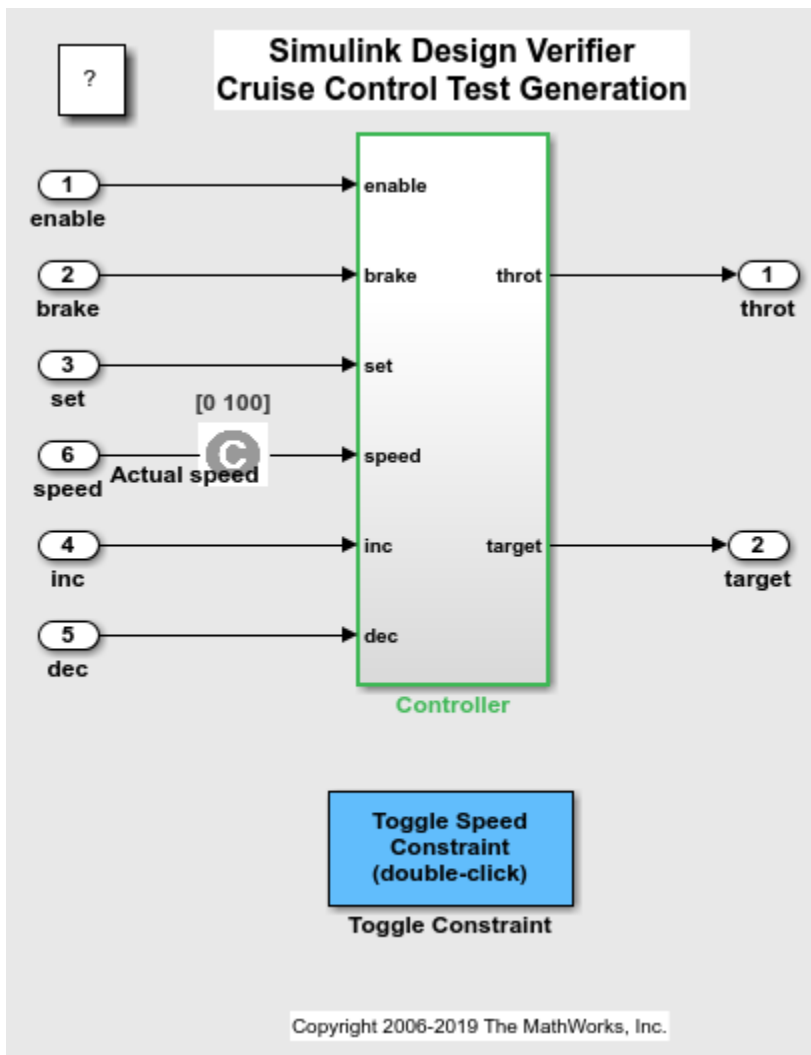 Simulink Design Verifier
Cruise Control Test Generation
?
1
enable
enable
2
brake
brake
throt
1
throt
3
set
set
[0 100]
6
speed
Actual speed
C
speed
4
inc
inc
target
2
target
5
dec
dec
Controller
Toggle Speed
Constraint
(double-click)
Toggle Constraint
Copyright 2006-2019 The MathWorks, Inc.